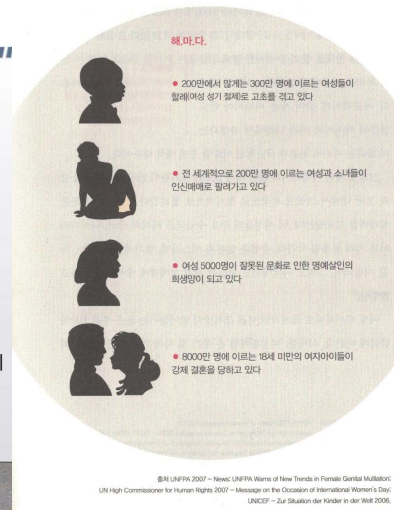 해.마.다.
● 200만에서 많게는 300만 명에 이르는 여성들이
할례(여성 성기 절제)로 고초를 겪고 있다
● 전 세계적으로 200만 명에 이르는 여성과 소녀들이
인신매매로 팔려가고 있다
● 여성 5000명이 잘못된 문화로 인한 명예살인의
희생양이 되고 있다
● 8000만 명에 이르는 18세 미만의 여자아이들이
강제 결혼을 당하고 있다
출처 UNFPA 2007 – News: UNFPA Warns of New Trends in Female Genital Mutilation;
UN High Commissioner for Human Rights 2007 – Message on the Occasion of International Women's Day;
UNICEF – Zur Situation der Kinder in der Welt 2006.